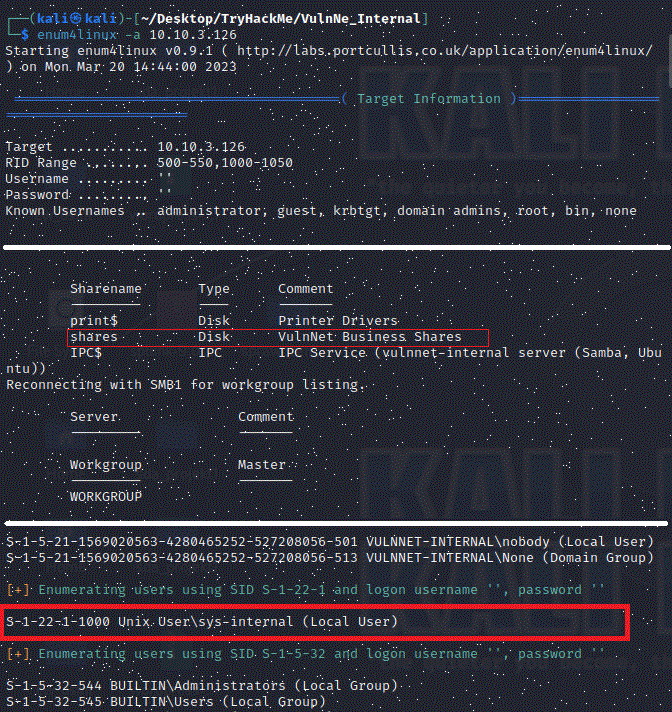 ┌──(kali㉿kali)-[~/Desktop/TryHackMe/VulnNe_Internal]
└─$ enum4linux -a 10.10.3.126
Starting enum4linux v0.9.1 ( http://labs.portcullis.co.uk/application/enum4linux/
) on Mon Mar 20 14:44:00 2023
( Target Information )
Target ........... 10.10.3.126
RID Range ........ 500-550,1000-1050
Username ......... ''
Password ......... ''
Known Usernames .. administrator, guest, krbtgt, domain admins, root, bin, none
Sharename Type Comment
print$ Disk Printer Drivers
shares Disk VulnNet Business Shares
IPC$ IPC IPC Service (vulnnet-internal server (Samba, Ubu
ntu))
Reconnecting with SMB1 for workgroup listing.
Server Comment
Workgroup Master
WORKGROUP
S-1-5-21-1569020563-4280465252-527208056-501 VULNNET-INTERNAL\nobody (Local User)
S-1-5-21-1569020563-4280465252-527208056-513 VULNNET-INTERNAL\None (Domain Group)
[+] Enumerating users using SID S-1-22-1 and logon username '', password ''
S-1-22-1-1000 Unix User\sys-internal (Local User)
[+] Enumerating users using SID S-1-5-32 and logon username '', password ''
S-1-5-32-544 BUILTIN\Administrators (Local Group)
S-1-5-32-545 BUILTIN\Users (Local Group)